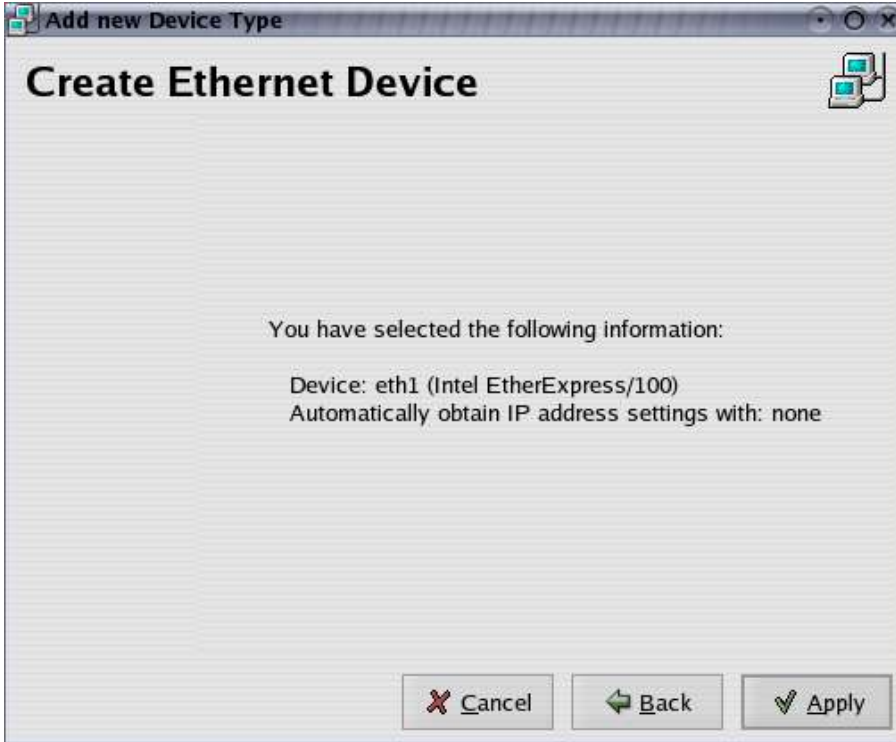 Add new Device Type
Create Ethernet Device
You have selected the following information:
Device: eth1 (Intel EtherExpress/100)
Automatically obtain IP address settings with: none
Cancel
Back
Apply